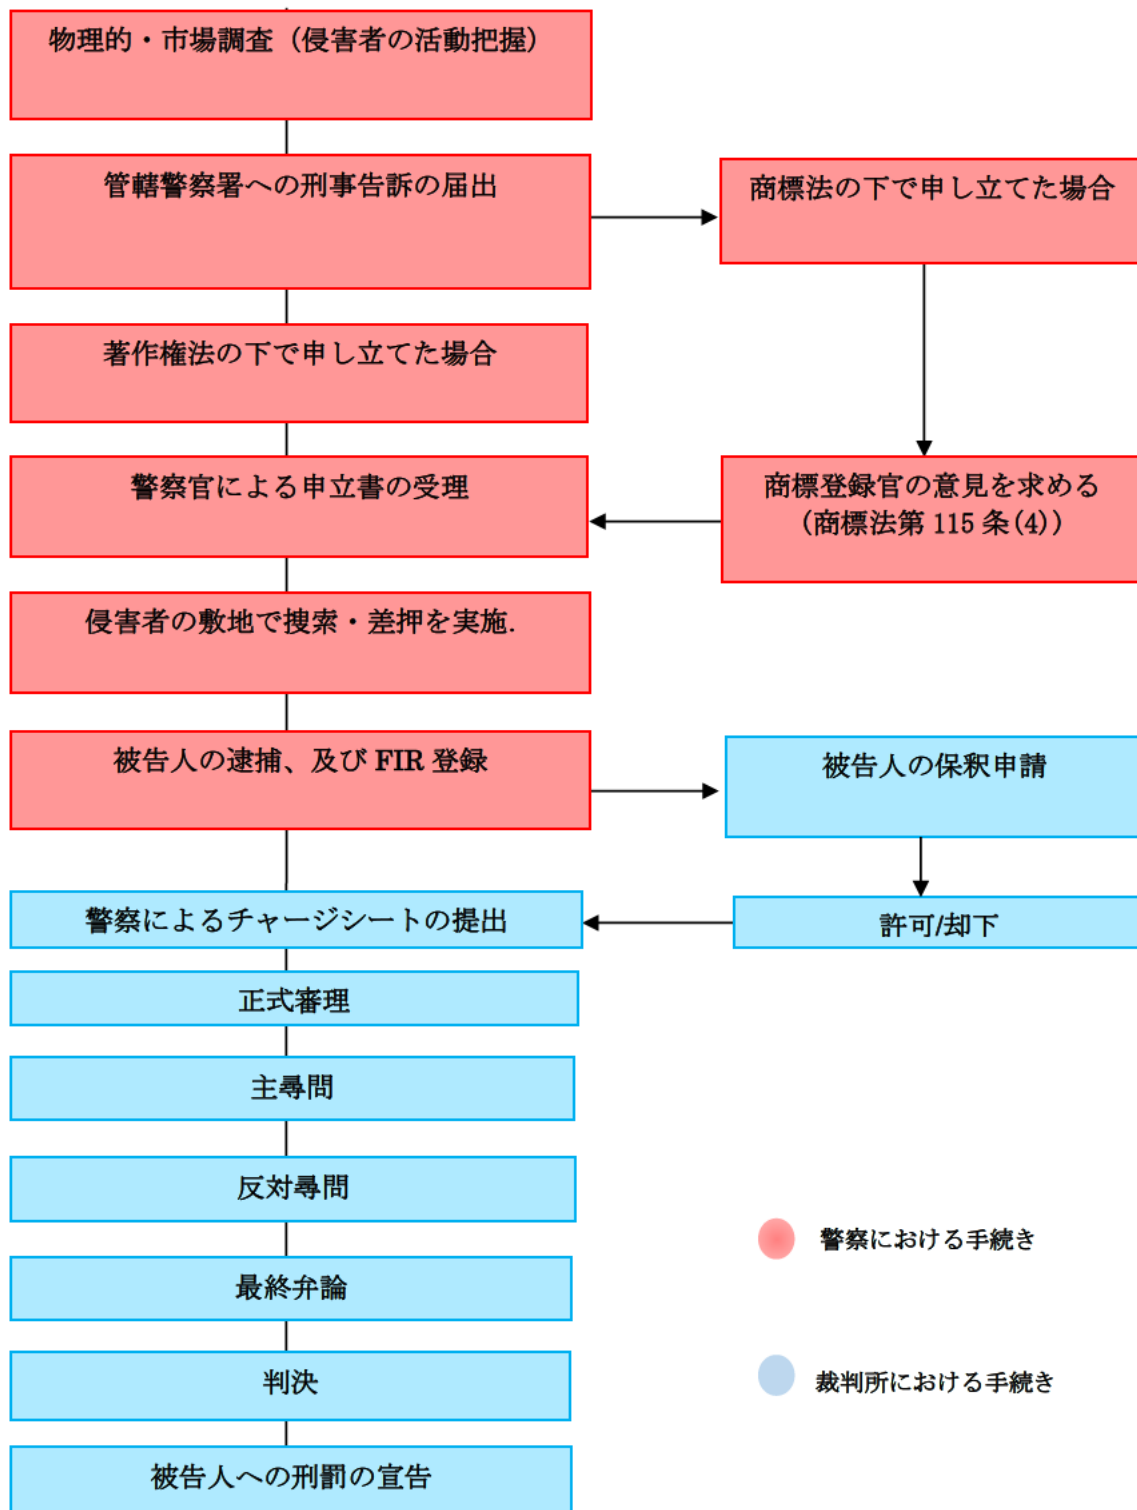 物理的・市場調査（侵害者の活動把握）
管轄警察署への刑事告訴の届出
商標法の下で申し立てた場合
著作権法の下で申し立てた場合
警察官による申立書の受理
商標登録官の意見を求める
（商標法第 115 条(4)）
侵害者の敷地で捜索・差押を実施.
被告人の逮捕、及び FIR 登録
被告人の保釈申請
警察によるチャージシートの提出
許可/却下
正式審理
主尋問
反対尋問
最終弁論
判決
被告人への刑罰の宣告
警察における手続き
裁判所における手続き